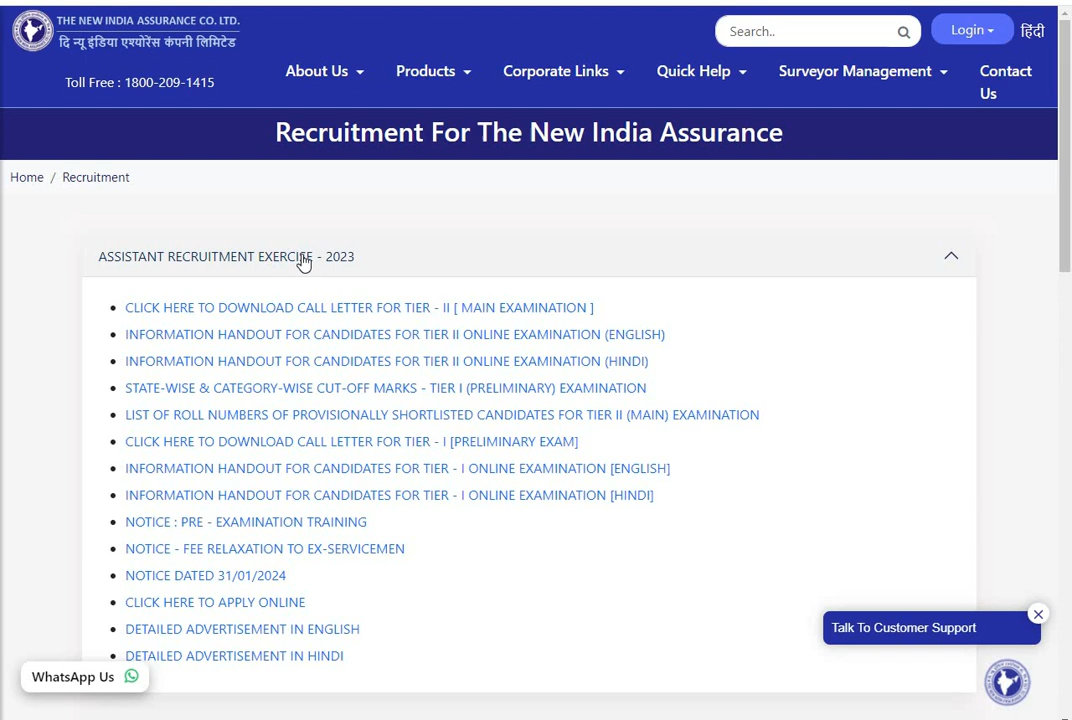 THE NEW INDIA ASSURANCE CO. LTD.
दि न्यू इंडिया एश्योरेंस कंपनी लिमिटेड
Toll Free : 1800-209-1415
Search..
Login
हिंदी
About Us
Products
Corporate Links
Quick Help
Surveyor Management
Contact Us
Recruitment For The New India Assurance
Home / Recruitment
ASSISTANT RECRUITMENT EXERCISE - 2023
CLICK HERE TO DOWNLOAD CALL LETTER FOR TIER - II [ MAIN EXAMINATION ]
INFORMATION HANDOUT FOR CANDIDATES FOR TIER II ONLINE EXAMINATION (ENGLISH)
INFORMATION HANDOUT FOR CANDIDATES FOR TIER II ONLINE EXAMINATION (HINDI)
STATE-WISE & CATEGORY-WISE CUT-OFF MARKS - TIER I (PRELIMINARY) EXAMINATION
LIST OF ROLL NUMBERS OF PROVISIONALLY SHORTLISTED CANDIDATES FOR TIER II (MAIN) EXAMINATION
CLICK HERE TO DOWNLOAD CALL LETTER FOR TIER - I [PRELIMINARY EXAM]
INFORMATION HANDOUT FOR CANDIDATES FOR TIER - I ONLINE EXAMINATION [ENGLISH]
INFORMATION HANDOUT FOR CANDIDATES FOR TIER - I ONLINE EXAMINATION [HINDI]
NOTICE : PRE - EXAMINATION TRAINING
NOTICE - FEE RELAXATION TO EX-SERVICEMEN
NOTICE DATED 31/01/2024
CLICK HERE TO APPLY ONLINE
DETAILED ADVERTISEMENT IN ENGLISH
DETAILED ADVERTISEMENT IN HINDI
Talk To Customer Support
WhatsApp Us